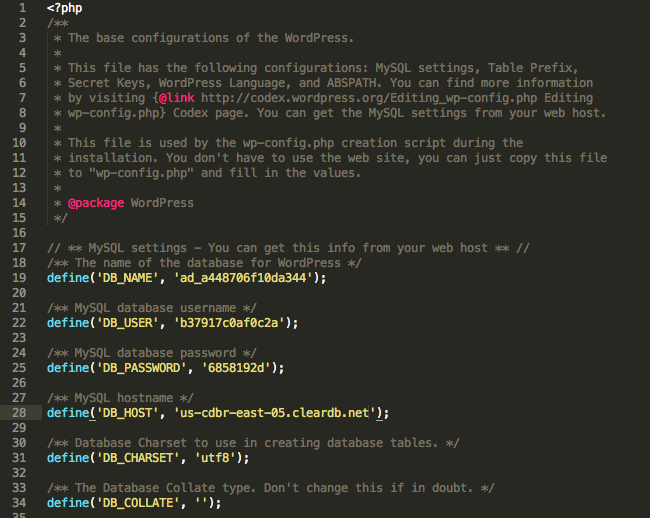 1 <?php
2 /**
3 * The base configurations of the WordPress.
4 *
5 * This file has the following configurations: MySQL settings, Table Prefix,
6 * Secret Keys, WordPress Language, and ABSPATH. You can find more information
7 * by visiting {@link http://codex.wordpress.org/Editing_wp-config.php Editing
8 * wp-config.php} Codex page. You can get the MySQL settings from your web host.
9 *
10 * This file is used by the wp-config.php creation script during the
11 * installation. You don't have to use the web site, you can just copy this file
12 * to "wp-config.php" and fill in the values.
13 *
14 * @package WordPress
15 */
16
17 // ** MySQL settings - You can get this info from your web host ** //
18 /** The name of the database for WordPress */
19 define('DB_NAME', 'ad_a448706f10da344');
20
21 /** MySQL database username */
22 define('DB_USER', 'b37917c0af0c2a');
23
24 /** MySQL database password */
25 define('DB_PASSWORD', '6858192d');
26
27 /** MySQL hostname */
28 define('DB_HOST', 'us-cdbr-east-05.cleardb.net');
29
30 /** Database Charset to use in creating database tables. */
31 define('DB_CHARSET', 'utf8');
32
33 /** The Database Collate type. Don't change this if in doubt. */
34 define('DB_COLLATE', '');
35